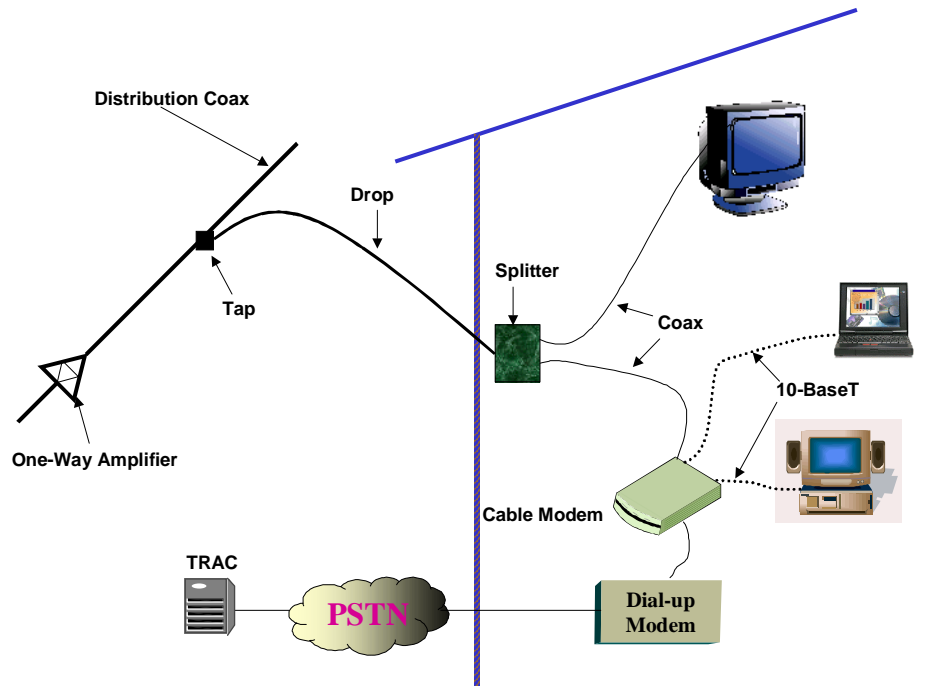 Distribution Coax
Drop
Tap
Splitter
Coax
10-BaseT
One-Way Amplifier
Cable Modem
TRAC
PSTN
Dial-up
Modem